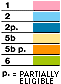 1
2
2p.
5b
5b p.
6
p. = PARTIALLY
ELIGIBLE